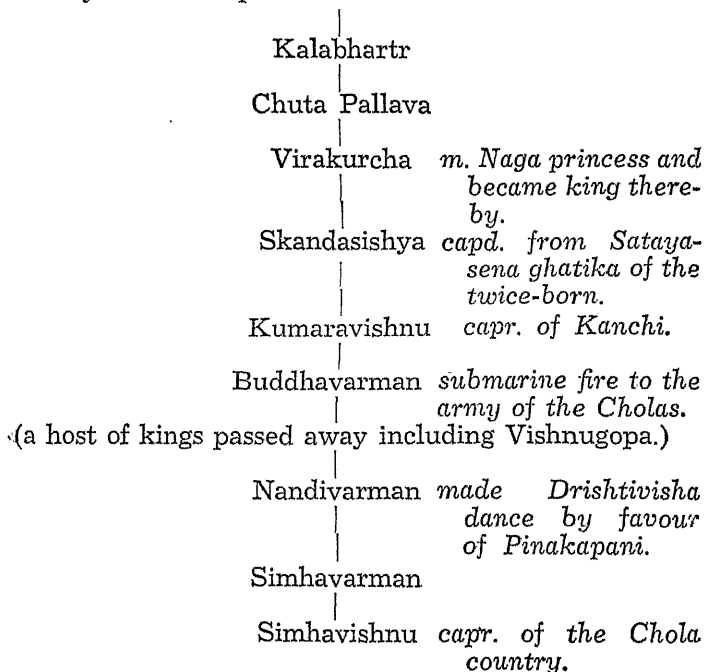 Kalabhartr
Chuta Pallava
Virakurcha m. Naga princess and
became king there-
by.
Skandasishya capd. from Sataya-
sena ghatika of the
twice-born.
Kumaravishnu capr. of Kanchi.
Buddhavarman submarine fire to the
army of the Cholas.
(a host of kings passed away including Vishnugopa.)
Nandivarman made Drishtivisha
dance by favour
of Pinakapani.
Simhavarman
Simhavishnu capr. of the Chola
country.